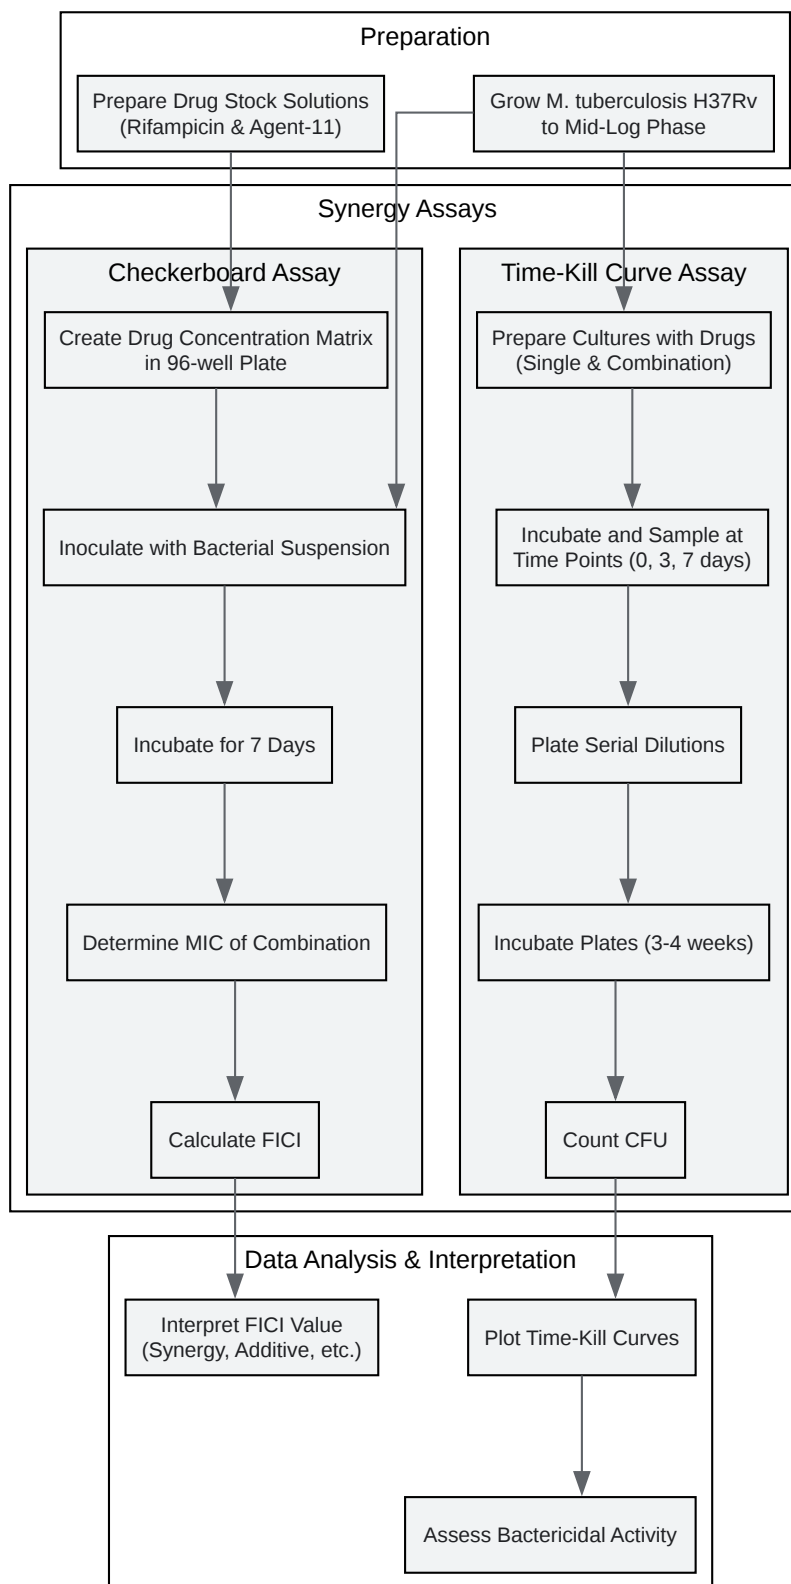 Preparation
Prepare Drug Stock Solutions
(Rifampicin & Agent-11)
Grow M. tuberculosis H37Rv
to Mid-Log Phase
Synergy Assays
Checkerboard Assay
Create Drug Concentration Matrix
in 96-well Plate
Inoculate with Bacterial Suspension
Incubate for 7 Days
Determine MIC of Combination
Calculate FICI
Time-Kill Curve Assay
Prepare Cultures with Drugs
(Single & Combination)
Incubate and Sample at
Time Points (0, 3, 7 days)
Plate Serial Dilutions
Incubate Plates (3-4 weeks)
Count CFU
Data Analysis & Interpretation
Interpret FICI Value
(Synergy, Additive, etc.)
Plot Time-Kill Curves
Assess Bactericidal Activity